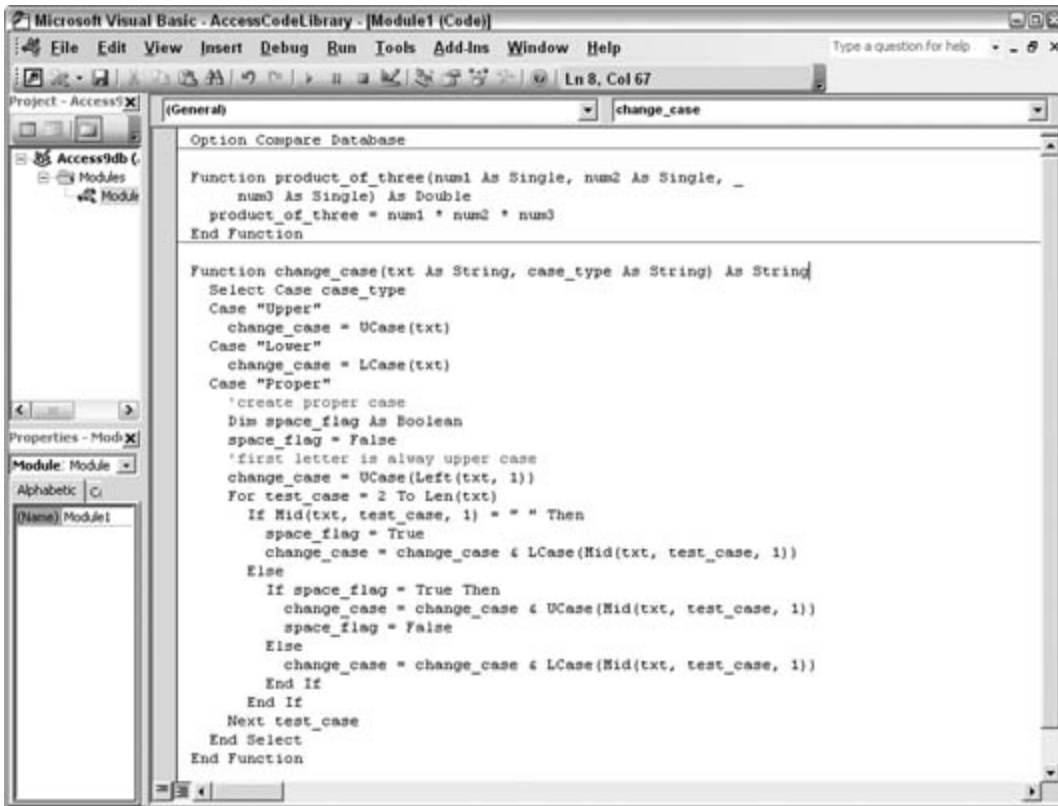 Microsoft Visual Basic - AccessCodeLibrary - [Module1 (Code)]
File Edit View Insert Debug Run Tools Add-Ins Window Help
Type a question for help
Ln 8, Col 67
Project - Access9
(General)
change_case
Access9db (.
Modules
Module
Option Compare Database
Function product_of_three(num1 As Single, num2 As Single, _
num3 As Single) As Double
product_of_three = num1 * num2 * num3
End Function
Function change_case(txt As String, case_type As String) As String
Select Case case_type
Case "Upper"
change_case = UCase(txt)
Case "Lower"
change_case = LCase(txt)
Case "Proper"
'create proper case
Dim space_flag As Boolean
space_flag = False
'first letter is alway upper case
change_case = UCase(Left(txt, 1))
For test_case = 2 To Len(txt)
If Mid(txt, test_case, 1) = " " Then
space_flag = True
change_case = change_case & LCase(Mid(txt, test_case, 1))
Else
If space_flag = True Then
change_case = change_case & UCase(Mid(txt, test_case, 1))
space_flag = False
Else
change_case = change_case & LCase(Mid(txt, test_case, 1))
End If
End If
Next test_case
End Select
End Function
Properties - Modu
Module: Module
Alphabetic
(Name) Module1